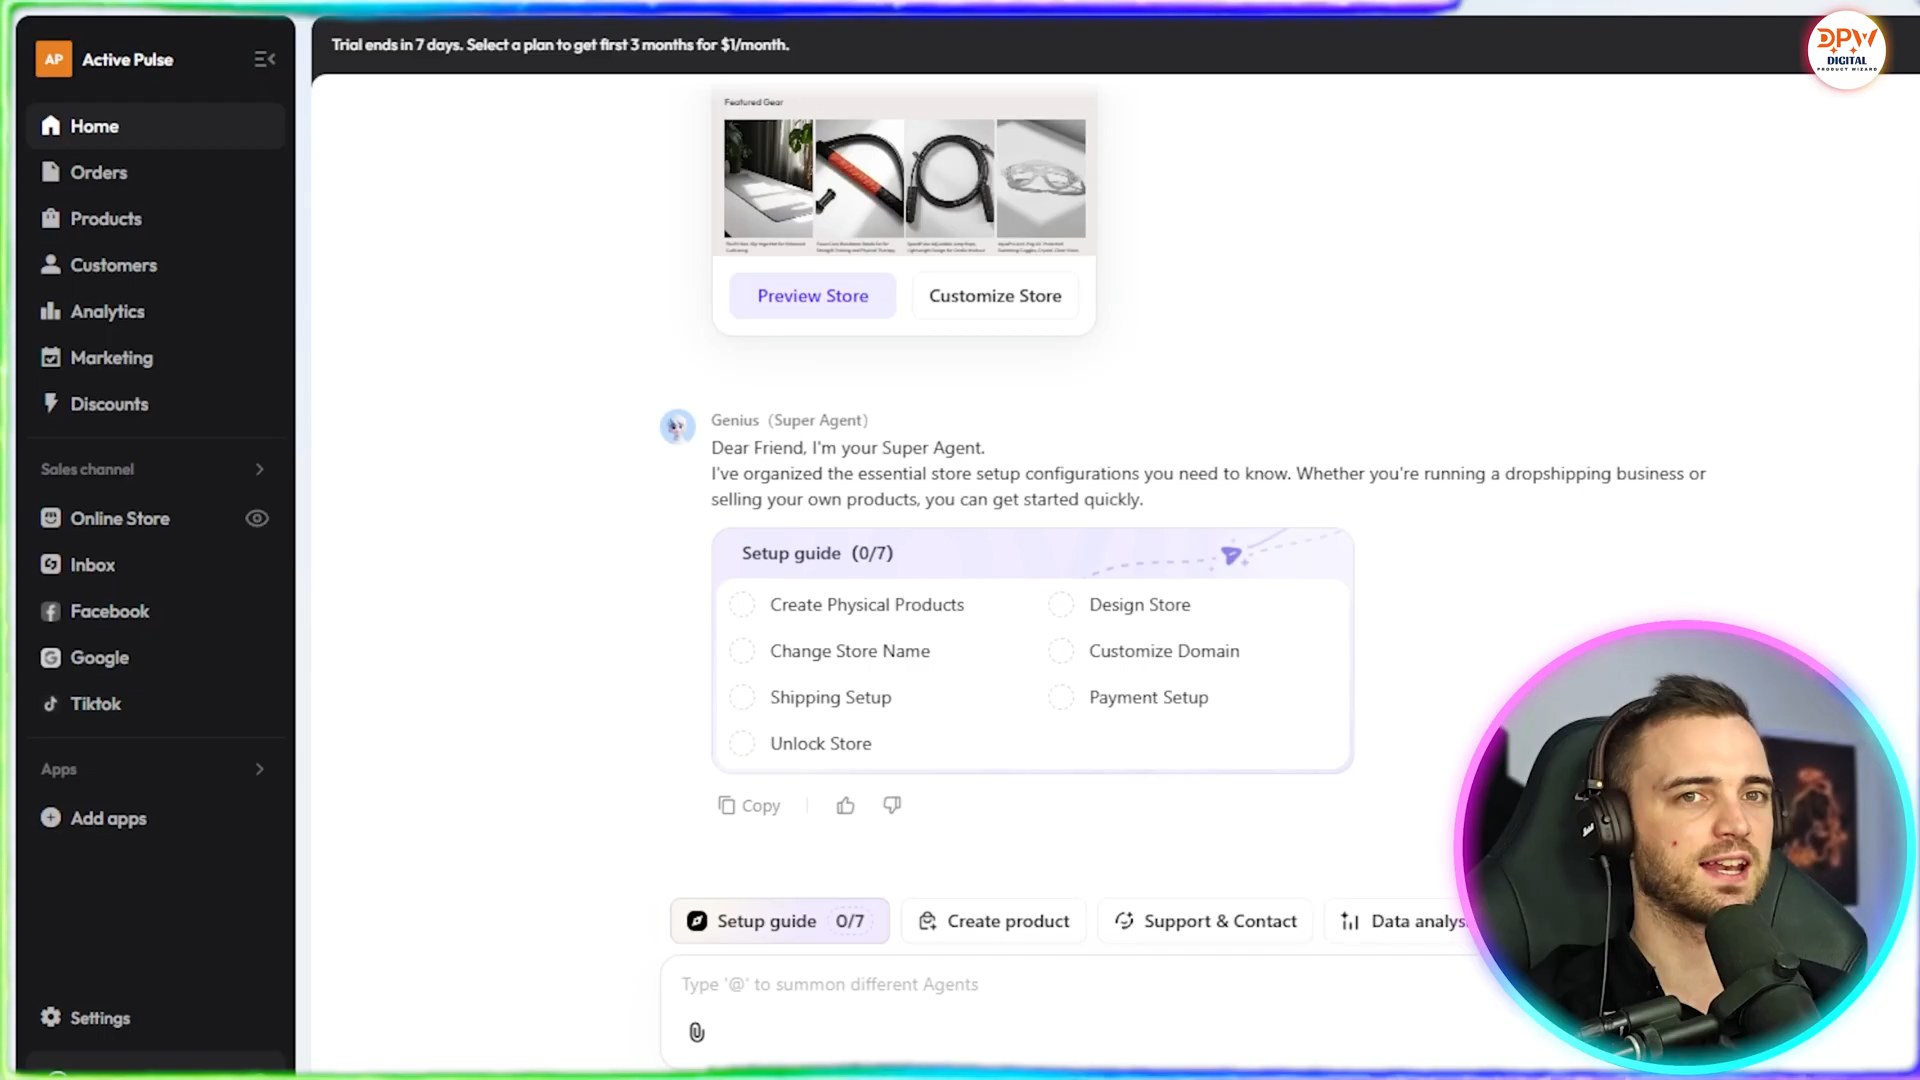 AP
Active Pulse
Trial ends in 7 days. Select a plan to get first 3 months for $1/month.
DPW
DIGITAL
PRODUCT WIZARD
Home
Orders
Products
Customers
Analytics
Marketing
Discounts
Sales channel
Online Store
Inbox
Facebook
Google
Tiktok
Apps
Add apps
Settings
Featured Gear
Preview Store
Customize Store
Genius (Super Agent)
Dear Friend, I'm your Super Agent.
I've organized the essential store setup configurations you need to know. Whether you're running a dropshipping business or
selling your own products, you can get started quickly.
Setup guide (0/7)
Create Physical Products
Design Store
Change Store Name
Customize Domain
Shipping Setup
Payment Setup
Unlock Store
Copy
Setup guide 0/7
Create product
Support & Contact
Data analys
Type '@' to summon different Agents